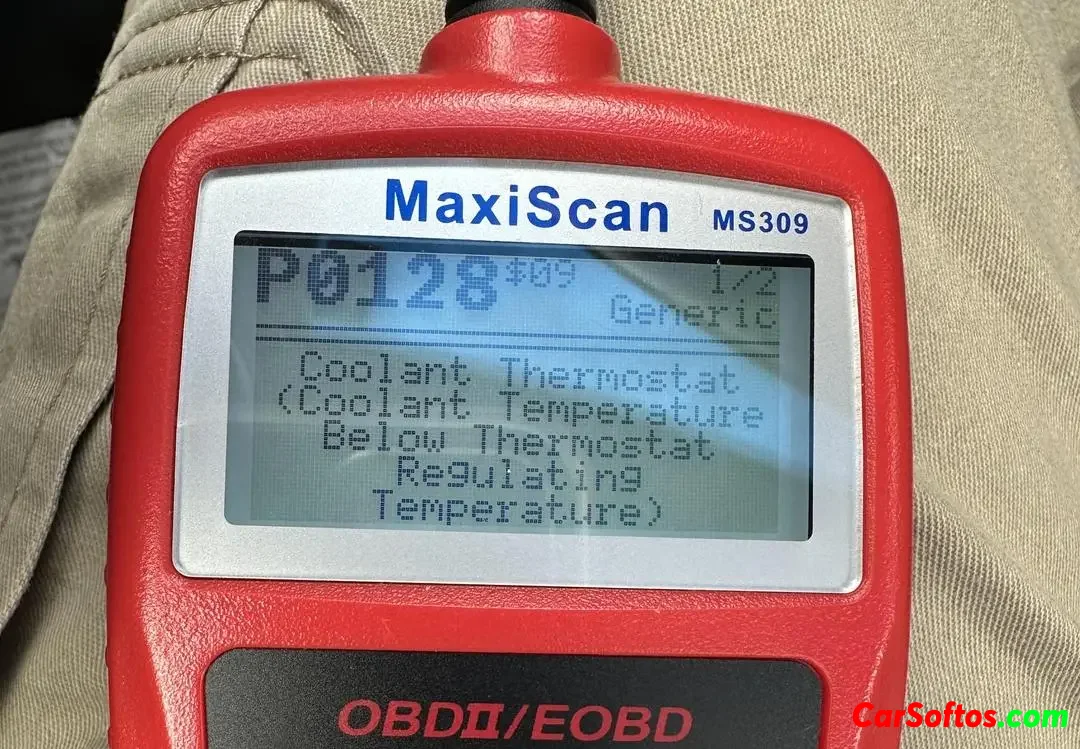 MaxiScan MS309
P0128 $09 1/2
Generic
Coolant Thermostat
(Coolant Temperature
Below Thermostat
Regulating
Temperature)
OBDII/EOBD
CarSoftos.com